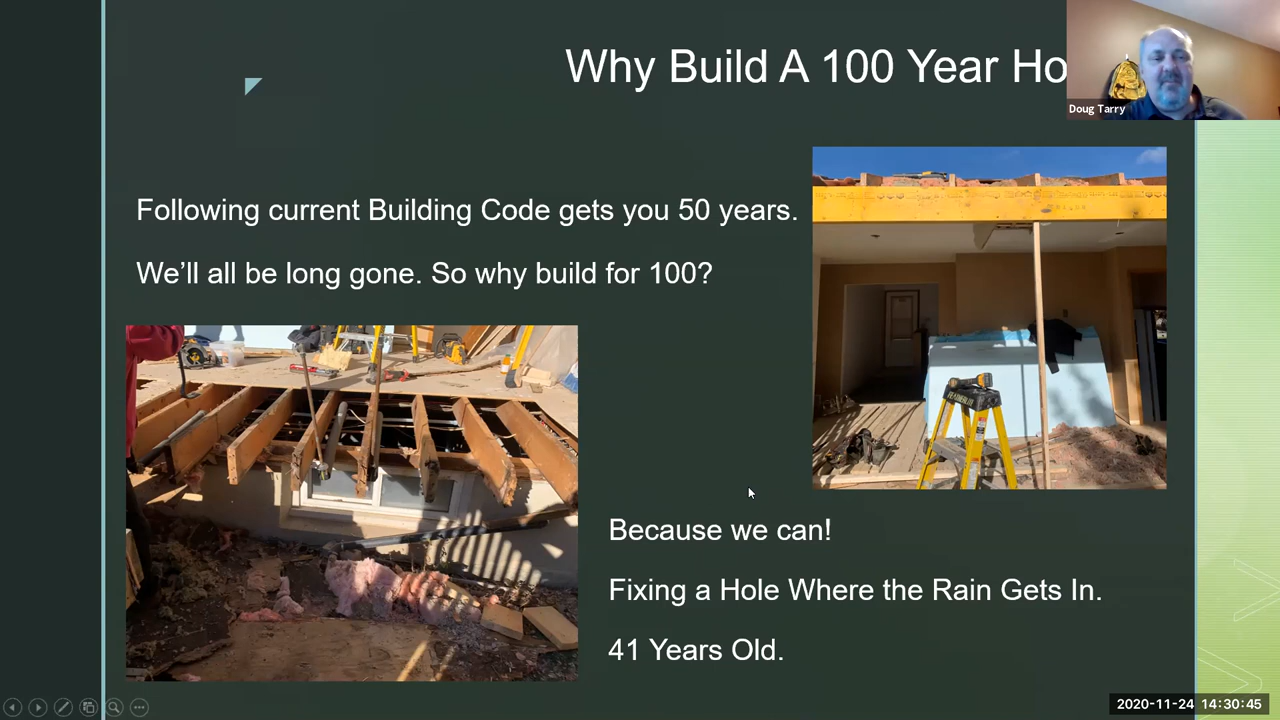 Why Build A 100 Year Ho
Doug Tarry
Following current Building Code gets you 50 years.
We’ll all be long gone. So why build for 100?
FEATHERLITE
Because we can!
Fixing a Hole Where the Rain Gets In.
41 Years Old.
2020-11-24 14:30:45